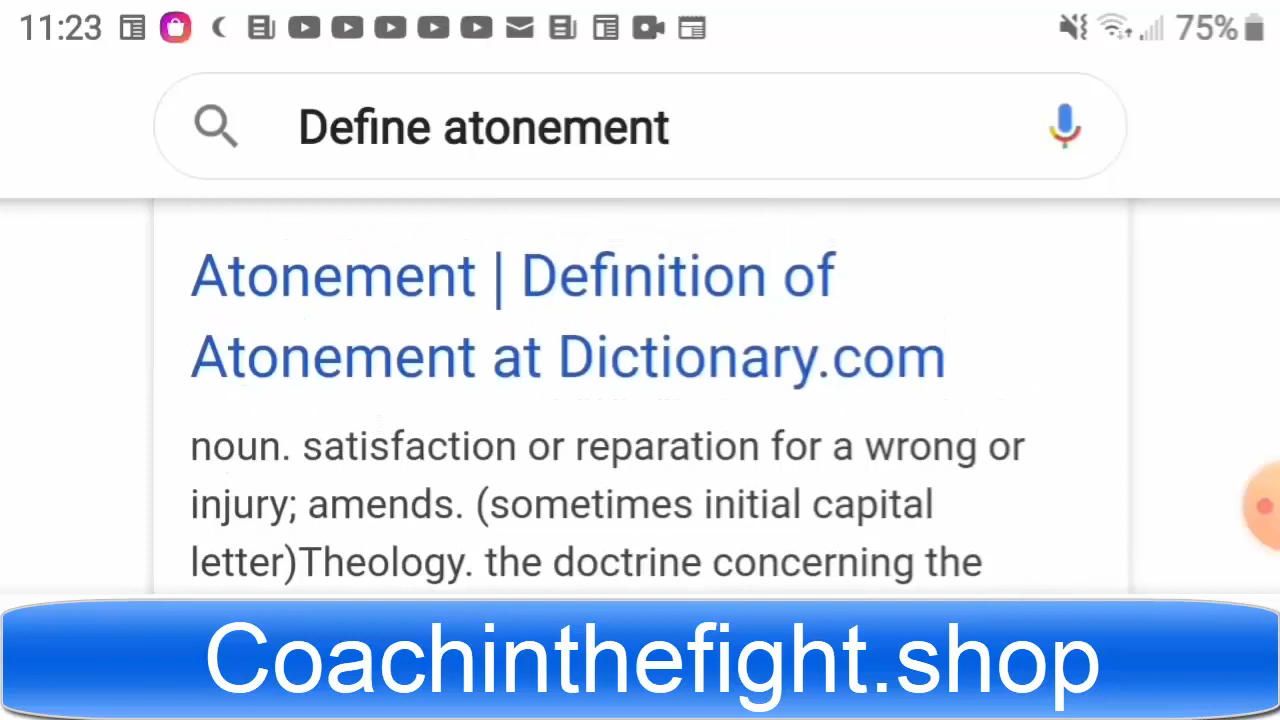 11:23 75%
Define atonement
Atonement | Definition of
Atonement at Dictionary.com
noun. satisfaction or reparation for a wrong or
injury; amends. (sometimes initial capital
letter)Theology. the doctrine concerning the
Coachinthefight.shop